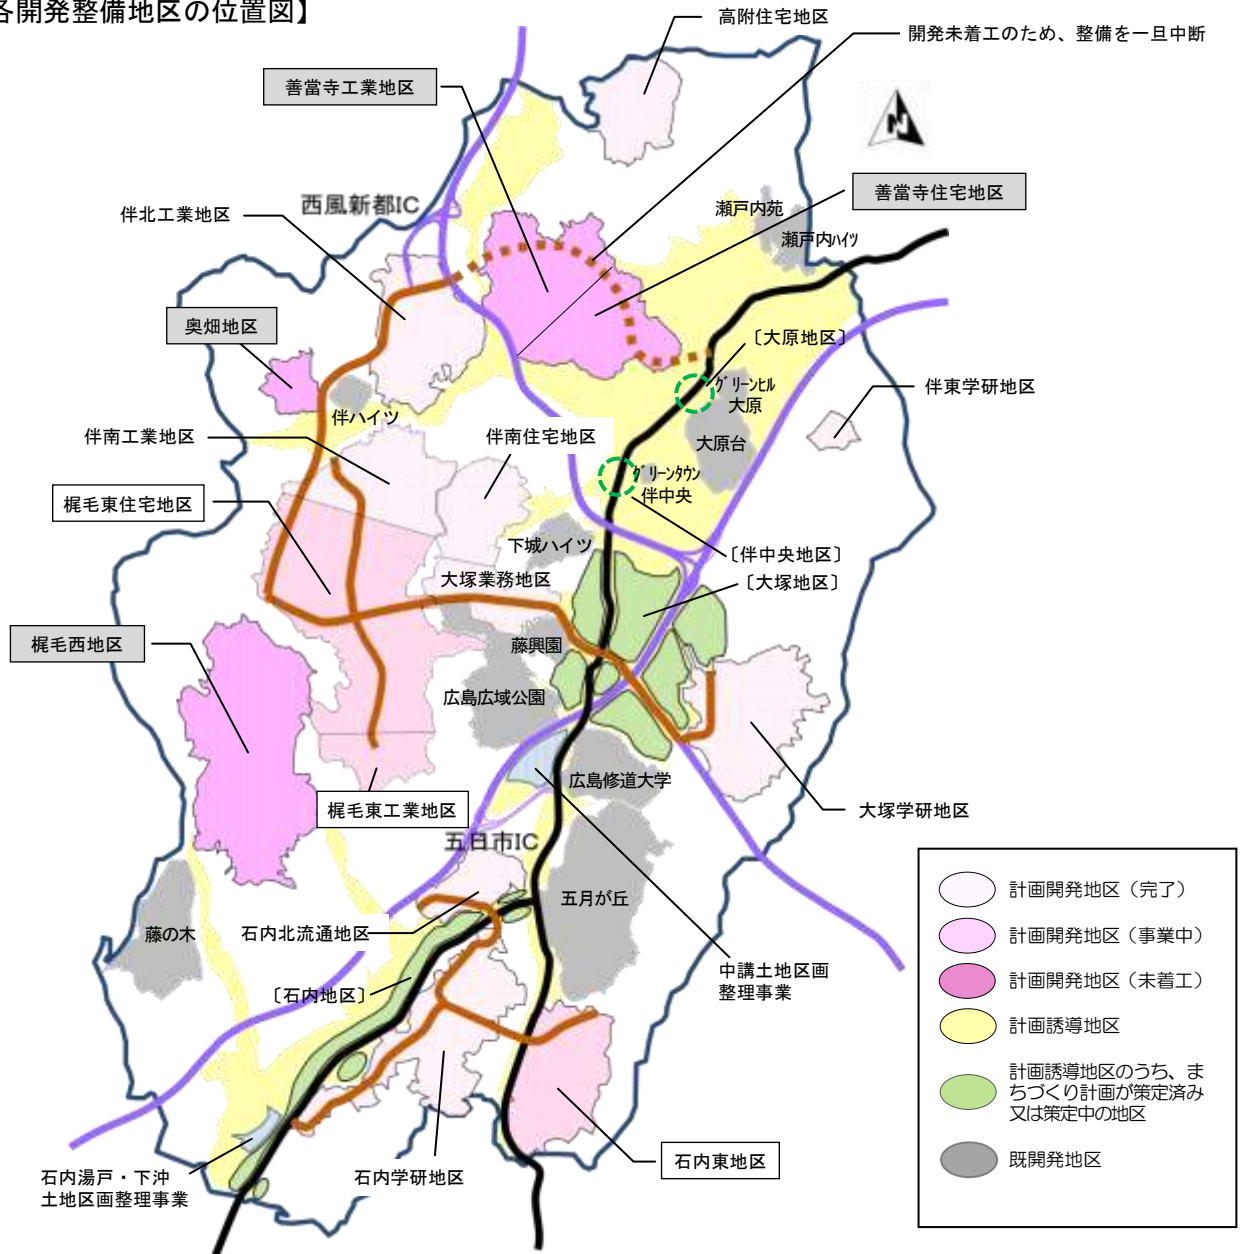 各開発整備地区の位置図】
高附住宅地区
開発未着工のため、整備を一旦中断
善當寺工業地区
N
善當寺住宅地区
西風新都IC
瀬戸内苑
伴北工業地区
瀬戸内ハイツ
奥畑地区
〔大原地区〕
グリーンヒル
大原
伴東学研地区
伴ハイツ
伴南工業地区
伴南住宅地区
大原台
グリーンタウン
伴中央
梶毛東住宅地区
下城ハイツ
〔伴中央地区〕
大塚業務地区
〔大塚地区〕
梶毛西地区
藤興園
広島広域公園
広島修道大学
梶毛東工業地区
大塚学研地区
五日市IC
五月が丘
藤の木
石内北流通地区
中講土地区画
整理事業
〔石内地区〕
石内東地区
石内湯戸・下沖
土地区画整理事業
石内学研地区
計画開発地区（完了）
計画開発地区（事業中）
計画開発地区（未着工）
計画誘導地区
計画誘導地区のうち、ま
ちづくり計画が策定済み
又は策定中の地区
既開発地区